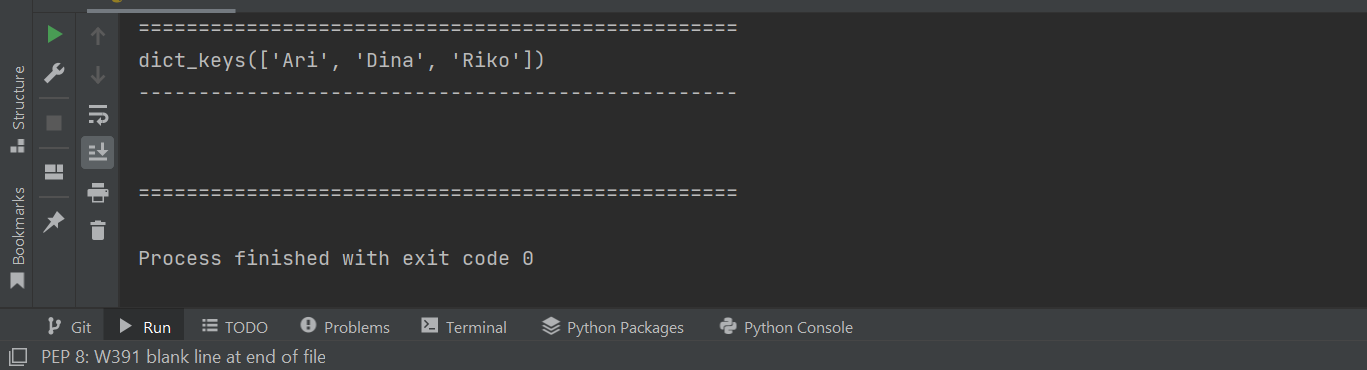 ==================================================
dict_keys(['Ari', 'Dina', 'Riko'])
--------------------------------------------------
==================================================
Process finished with exit code 0
Structure
Bookmarks
Git Run TODO Problems Terminal Python Packages Python Console
PEP 8: W391 blank line at end of file